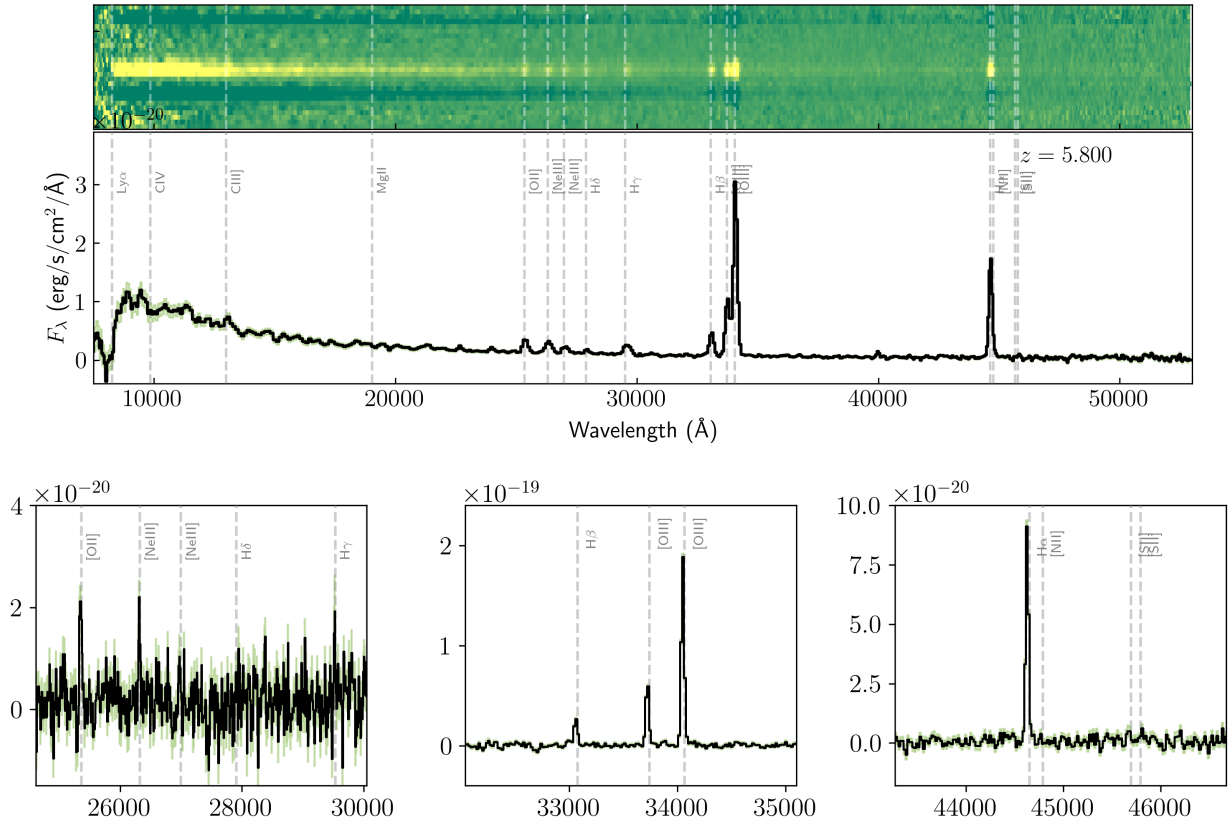 ×10⁻²⁰
z = 5.800
Lyα CIV CIII] MgII [OII] [NeIII] [NeIII] Hδ Hγ Hβ [OIII] Hα [NII] [SII] [SII]
3
2
1
0
F_λ (erg/s/cm²/Å)
10000 20000 30000 40000 50000
Wavelength (Å)
×10⁻²⁰
4
2
0
[OII] [NeIII] [NeIII] Hδ Hγ
26000 28000 30000
×10⁻¹⁹
2
1
0
Hβ [OIII] [OIII]
33000 34000 35000
×10⁻²⁰
10.0
7.5
5.0
2.5
0.0
Hα [NII] [SII] [SII]
44000 45000 46000